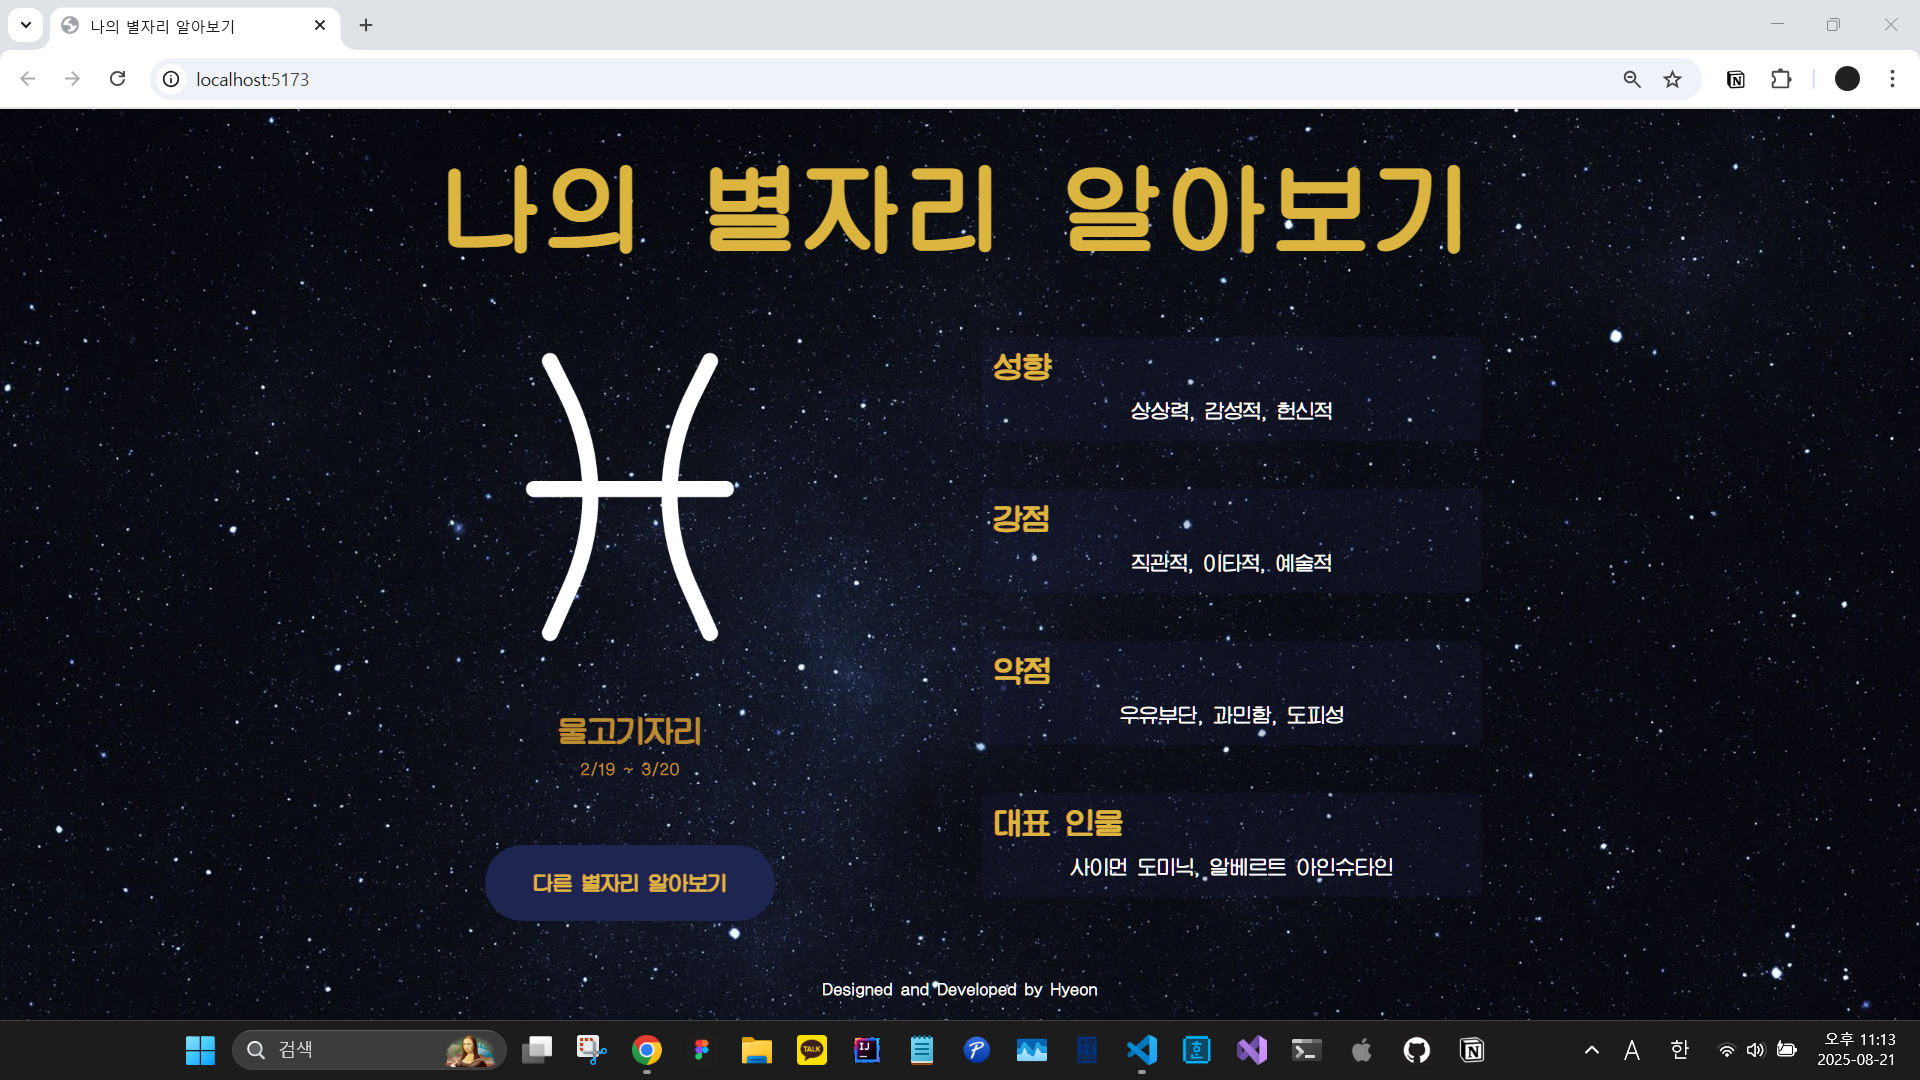 나의 별자리 알아보기
localhost:5173
나의 별자리 알아보기
물고기자리
2/19 ~ 3/20
다른 별자리 알아보기
성향
상상력, 감성적, 헌신적
강점
직관적, 이타적, 예술적
약점
우유부단, 과민함, 도피성
대표 인물
사이먼 도미닉, 알베르트 아인슈타인
Designed and Developed by Hyeon
검색
TALK
IJ
훈
A
한
오후 11:13
2025-08-21